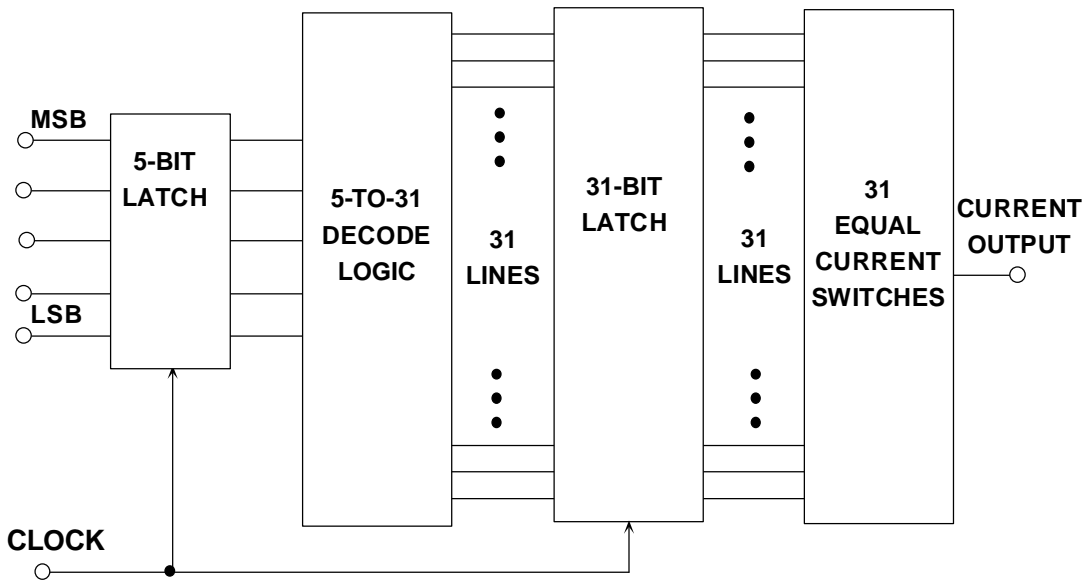 MSB
LSB
5-BIT
LATCH
5-TO-31
DECODE
LOGIC
31
LINES
31-BIT
LATCH
31
LINES
31
EQUAL
CURRENT
SWITCHES
CURRENT
OUTPUT
CLOCK